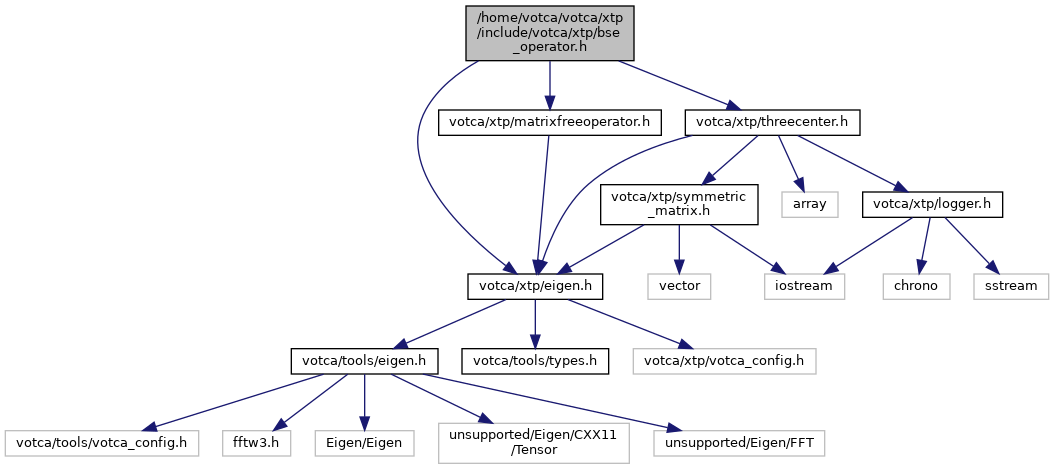 /home/votca/votca/xtp
/include/votca/xtp/bse
_operator.h
votca/xtp/matrixfreeoperator.h
votca/xtp/threecenter.h
votca/xtp/symmetric
_matrix.h
array
votca/xtp/logger.h
votca/xtp/eigen.h
vector
iostream
chrono
sstream
votca/tools/eigen.h
votca/tools/types.h
votca/xtp/votca_config.h
votca/tools/votca_config.h
fftw3.h
Eigen/Eigen
unsupported/Eigen/CXX11
/Tensor
unsupported/Eigen/FFT